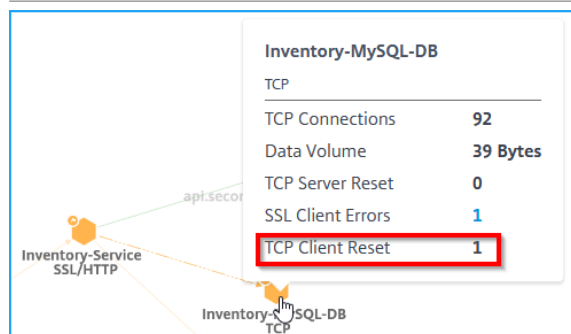 Inventory-MySQL-DB
TCP
TCP Connections 92
Data Volume 39 Bytes
TCP Server Reset 0
SSL Client Errors 1
TCP Client Reset 1
api.secor
Inventory-Service
SSL/HTTP
SQL-DB
TCP